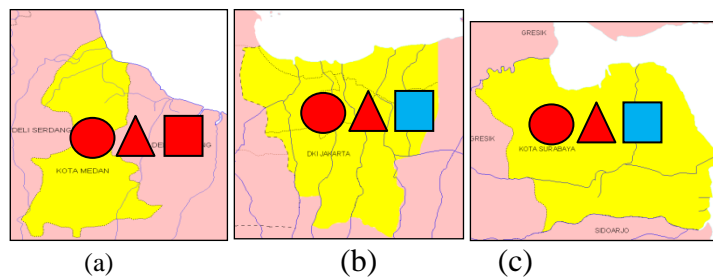 DELI SERDANG
KOTA MEDAN
DKI JAKARTA
GRESIK
GRESIK
KOTA SURABAYA
SIDOARJO
(a)
(b)
(c)